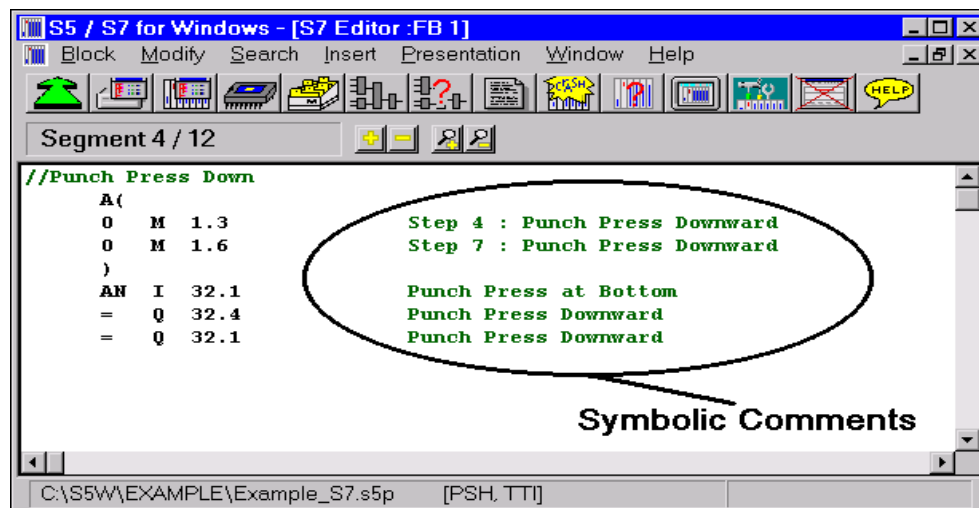 S5 / S7 for Windows - [S7 Editor :FB 1]
Block Modify Search Insert Presentation Window Help
HELP
Segment 4 / 12
//Punch Press Down
A(
O M 1.3 Step 4 : Punch Press Downward
O M 1.6 Step 7 : Punch Press Downward
)
AN I 32.1 Punch Press at Bottom
= Q 32.4 Punch Press Downward
= Q 32.1 Punch Press Downward
Symbolic Comments
C:\S5W\EXAMPLE\Example_S7.s5p [PSH, TTI]